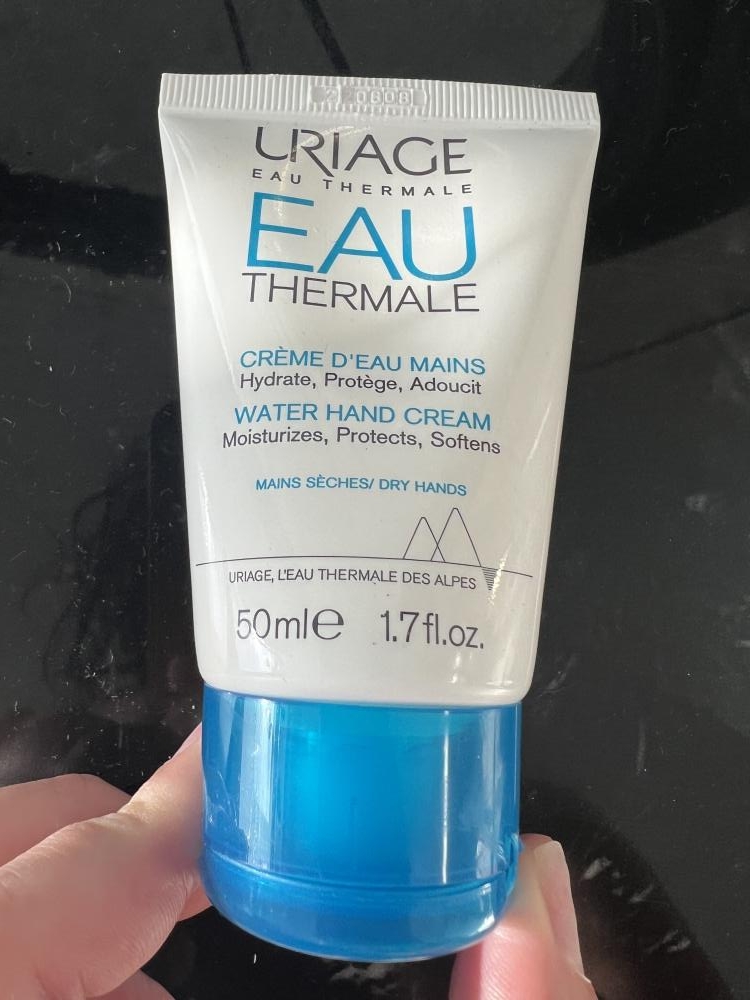 URIAGE
EAU THERMALE
EAU
THERMALE
CRÈME D'EAU MAINS
Hydrate, Protège, Adoucit
WATER HAND CREAM
Moisturizes, Protects, Softens
MAINS SÈCHES/ DRY HANDS
URIAGE, L'EAU THERMALE DES ALPES
50ml℮ 1.7fl.oz.